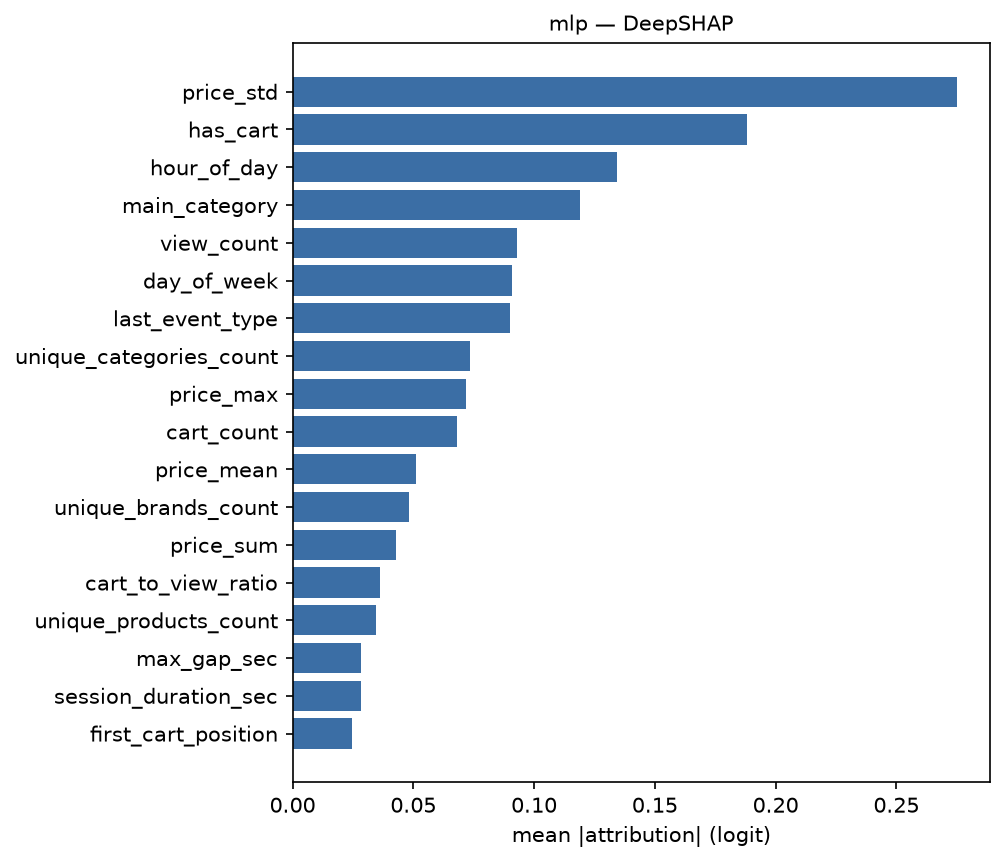 mlp — DeepSHAP
price_std
has_cart
hour_of_day
main_category
view_count
day_of_week
last_event_type
unique_categories_count
price_max
cart_count
price_mean
unique_brands_count
price_sum
cart_to_view_ratio
unique_products_count
max_gap_sec
session_duration_sec
first_cart_position
0.00 0.05 0.10 0.15 0.20 0.25
mean |attribution| (logit)